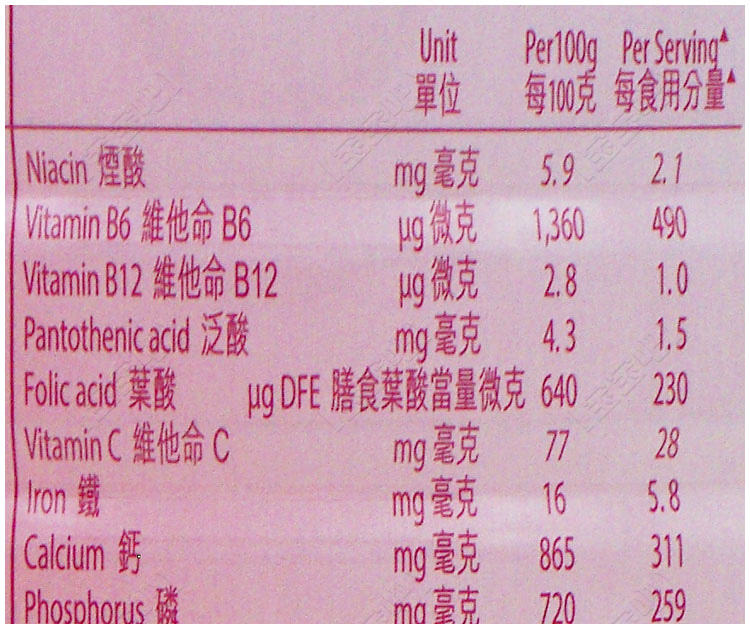 Unit Per100g Per Serving▲
單位 每100克 每食用分量▲
Niacin 煙酸 mg 毫克 5.9 2.1
Vitamin B6 維他命 B6 µg 微克 1,360 490
Vitamin B12 維他命 B12 µg 微克 2.8 1.0
Pantothenic acid 泛酸 mg 毫克 4.3 1.5
Folic acid 葉酸 µg DFE 膳食葉酸當量微克 640 230
Vitamin C 維他命 C mg 毫克 77 28
Iron 鐵 mg 毫克 16 5.8
Calcium 鈣 mg 毫克 865 311
Phosphorus 磷 mg 毫克 720 259